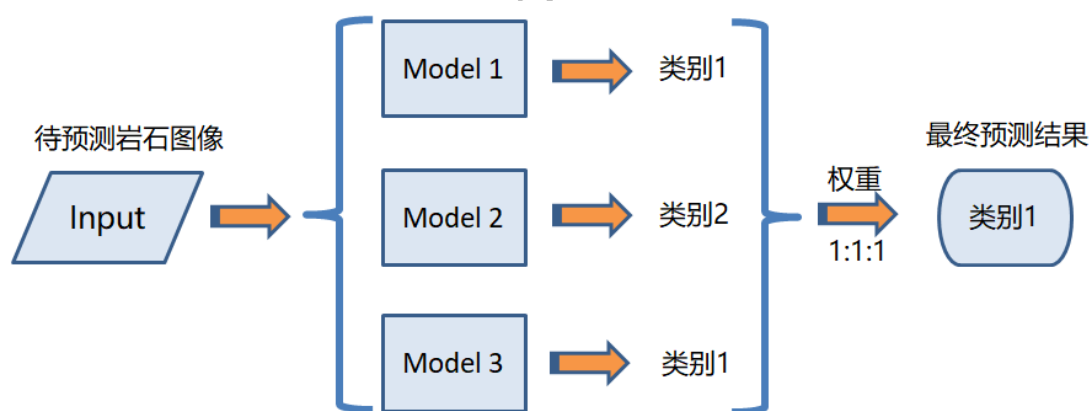 待预测岩石图像
Input
Model 1
类别1
Model 2
类别2
Model 3
类别1
权重
1:1:1
最终预测结果
类别1